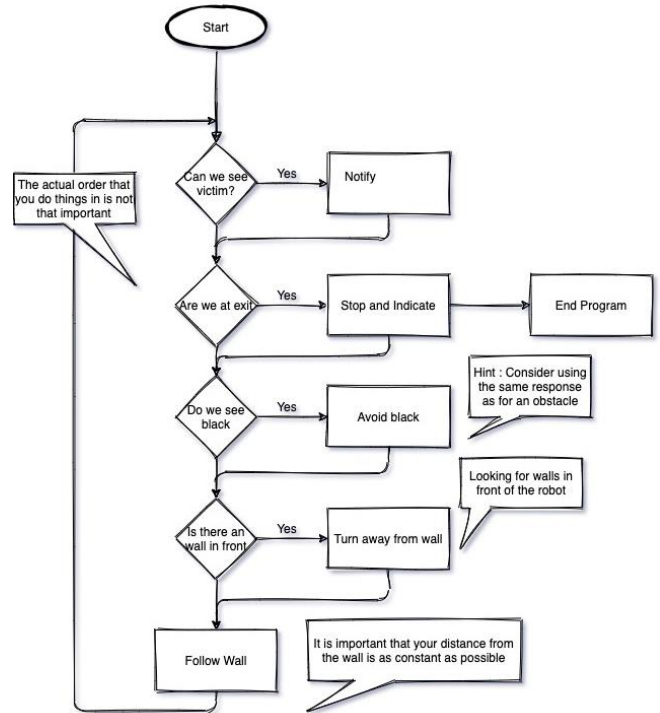 Start
Can we see
victim?
Yes
Notify
The actual order that
you do things in is not
that important
Are we at exit
Yes
Stop and Indicate
End Program
Hint : Consider using
the same response
as for an obstacle
Do we see
black
Yes
Avoid black
Looking for walls in
front of the robot
Is there an
wall in front
Yes
Turn away from wall
Follow Wall
It is important that your distance from
the wall is as constant as possible